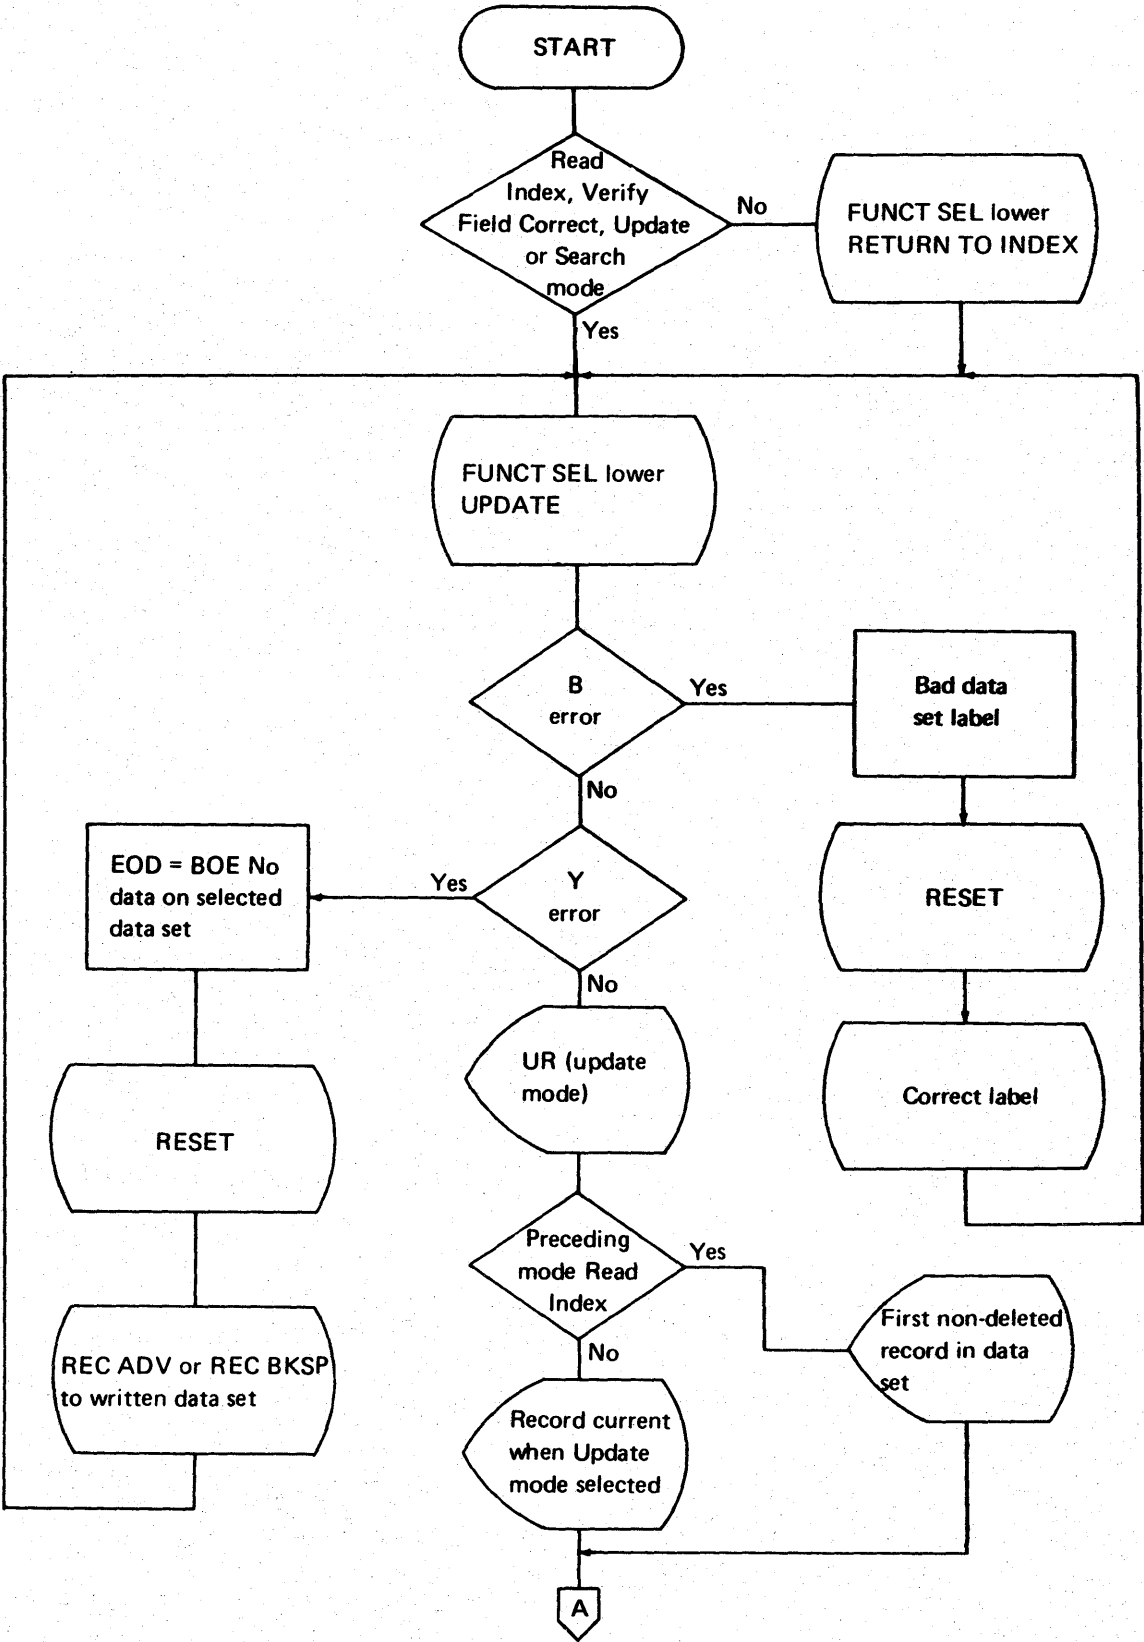 START
Read
Index, Verify
Field Correct, Update
or Search
mode
No
FUNCT SEL lower
RETURN TO INDEX
Yes
FUNCT SEL lower
UPDATE
B
error
Yes
Bad data
set label
No
EOD = BOE No
data on selected
data set
Yes
Y
error
RESET
No
UR (update
mode)
Correct label
RESET
Preceding
mode Read
Index
Yes
First non-deleted
record in data
set
No
REC ADV or REC BKSP
to written data set
Record current
when Update
mode selected
A